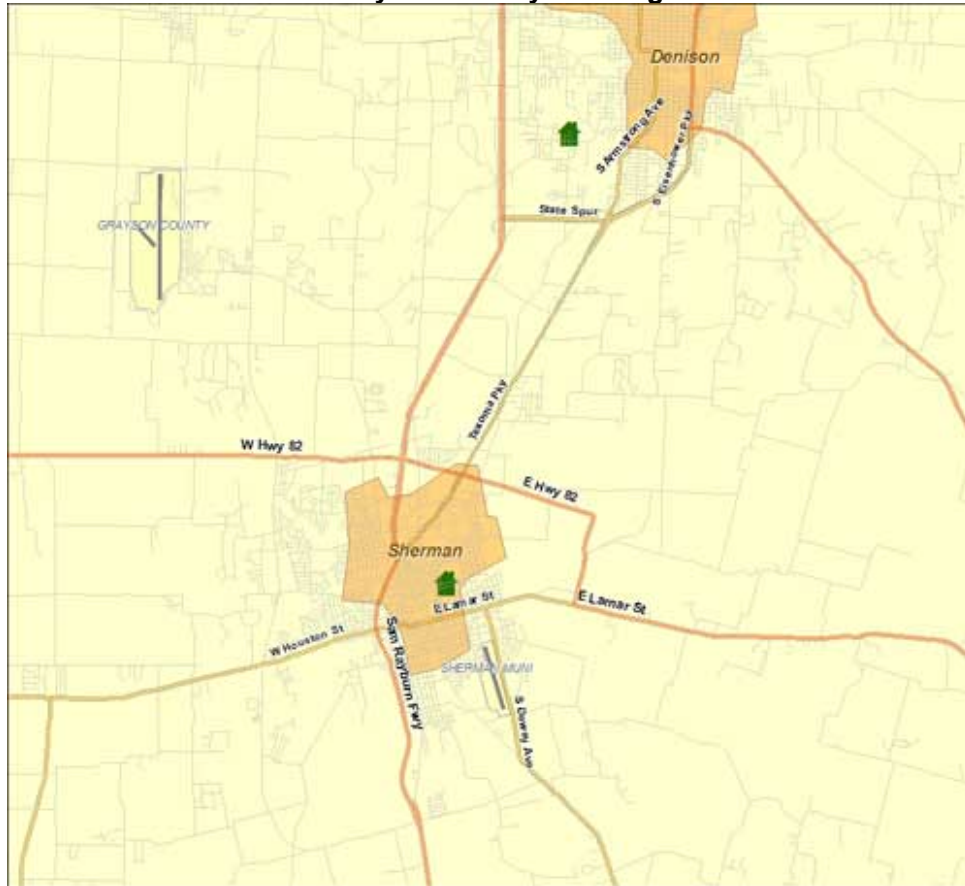 Denison
S Armstrong Ave
S Eisenhower Pky
State Spur
GRAYSON COUNTY
Texoma Pky
W Hwy 82
E Hwy 82
Sherman
E Lamar St
E Lamar St
W Houston St
Sam Rayburn Fwy
SHERMAN MUNI
S Dewey Ave